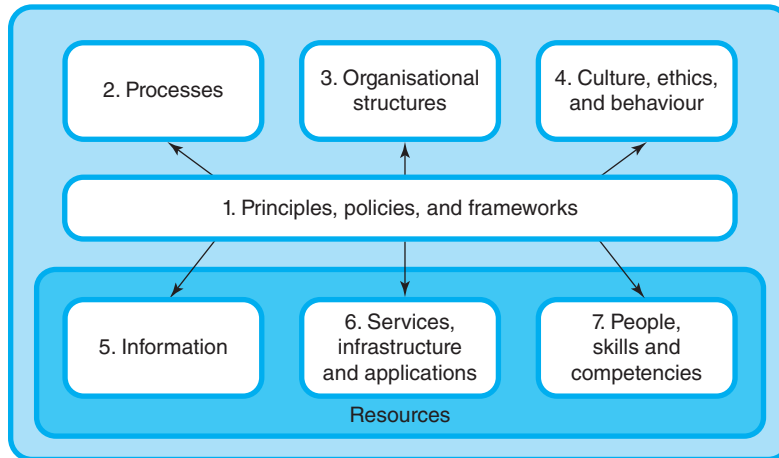 2. Processes
3. Organisational
structures
4. Culture, ethics,
and behaviour
1. Principles, policies, and frameworks
5. Information
6. Services,
infrastructure
and applications
7. People,
skills and
competencies
Resources